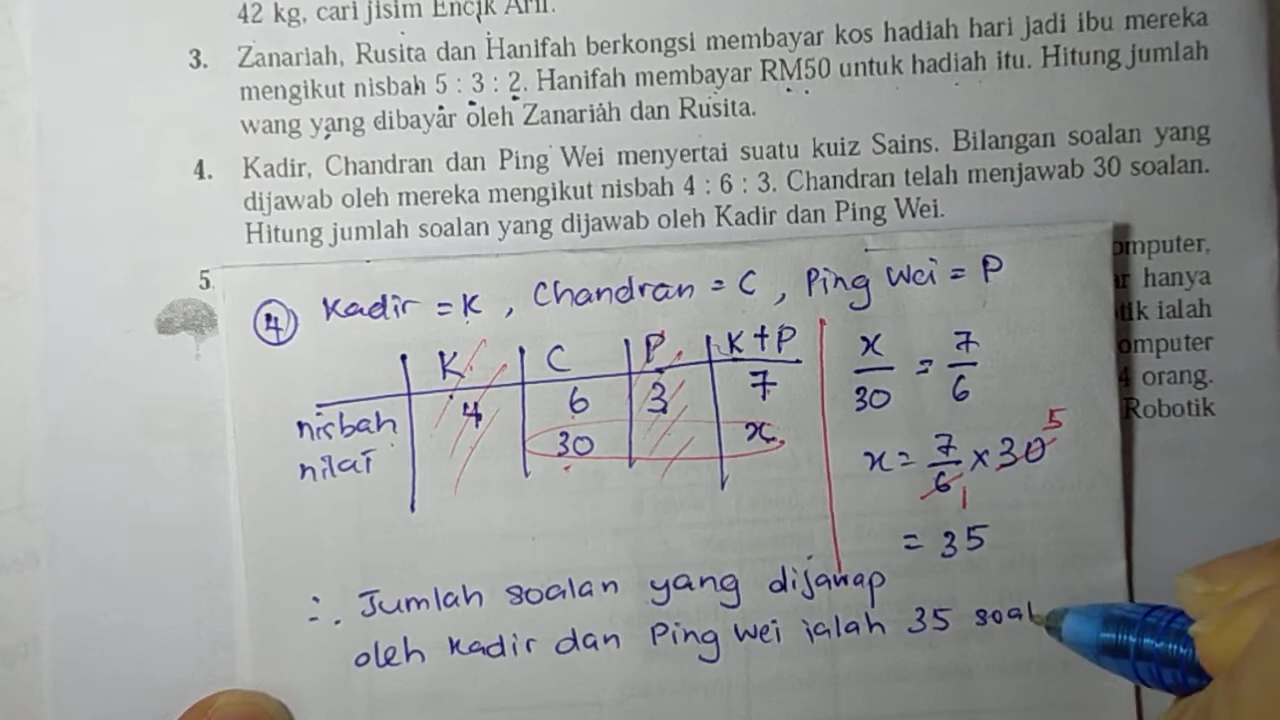 42 kg, cari jisim Encik Arif.
3. Zanariah, Rusita dan Hanifah berkongsi membayar kos hadiah hari jadi ibu mereka
mengikut nisbah 5 : 3 : 2. Hanifah membayar RM50 untuk hadiah itu. Hitung jumlah
wang yang dibayar oleh Zanariah dan Rusita.
4. Kadir, Chandran dan Ping Wei menyertai suatu kuiz Sains. Bilangan soalan yang
dijawab oleh mereka mengikut nisbah 4 : 6 : 3. Chandran telah menjawab 30 soalan.
Hitung jumlah soalan yang dijawab oleh Kadir dan Ping Wei.
5
omputer,
hanya
tik ialah
omputer
orang.
Robotik
4 Kadir = K, Chandran = C, Ping Wei = P
K C P K+P
nisbah 4 6 3 7
nilai 30 x
x/30 = 7/6
x = 7/6 × 30 5
1
= 35
∴ Jumlah soalan yang dijawap
oleh Kadir dan Ping Wei ialah 35 soal